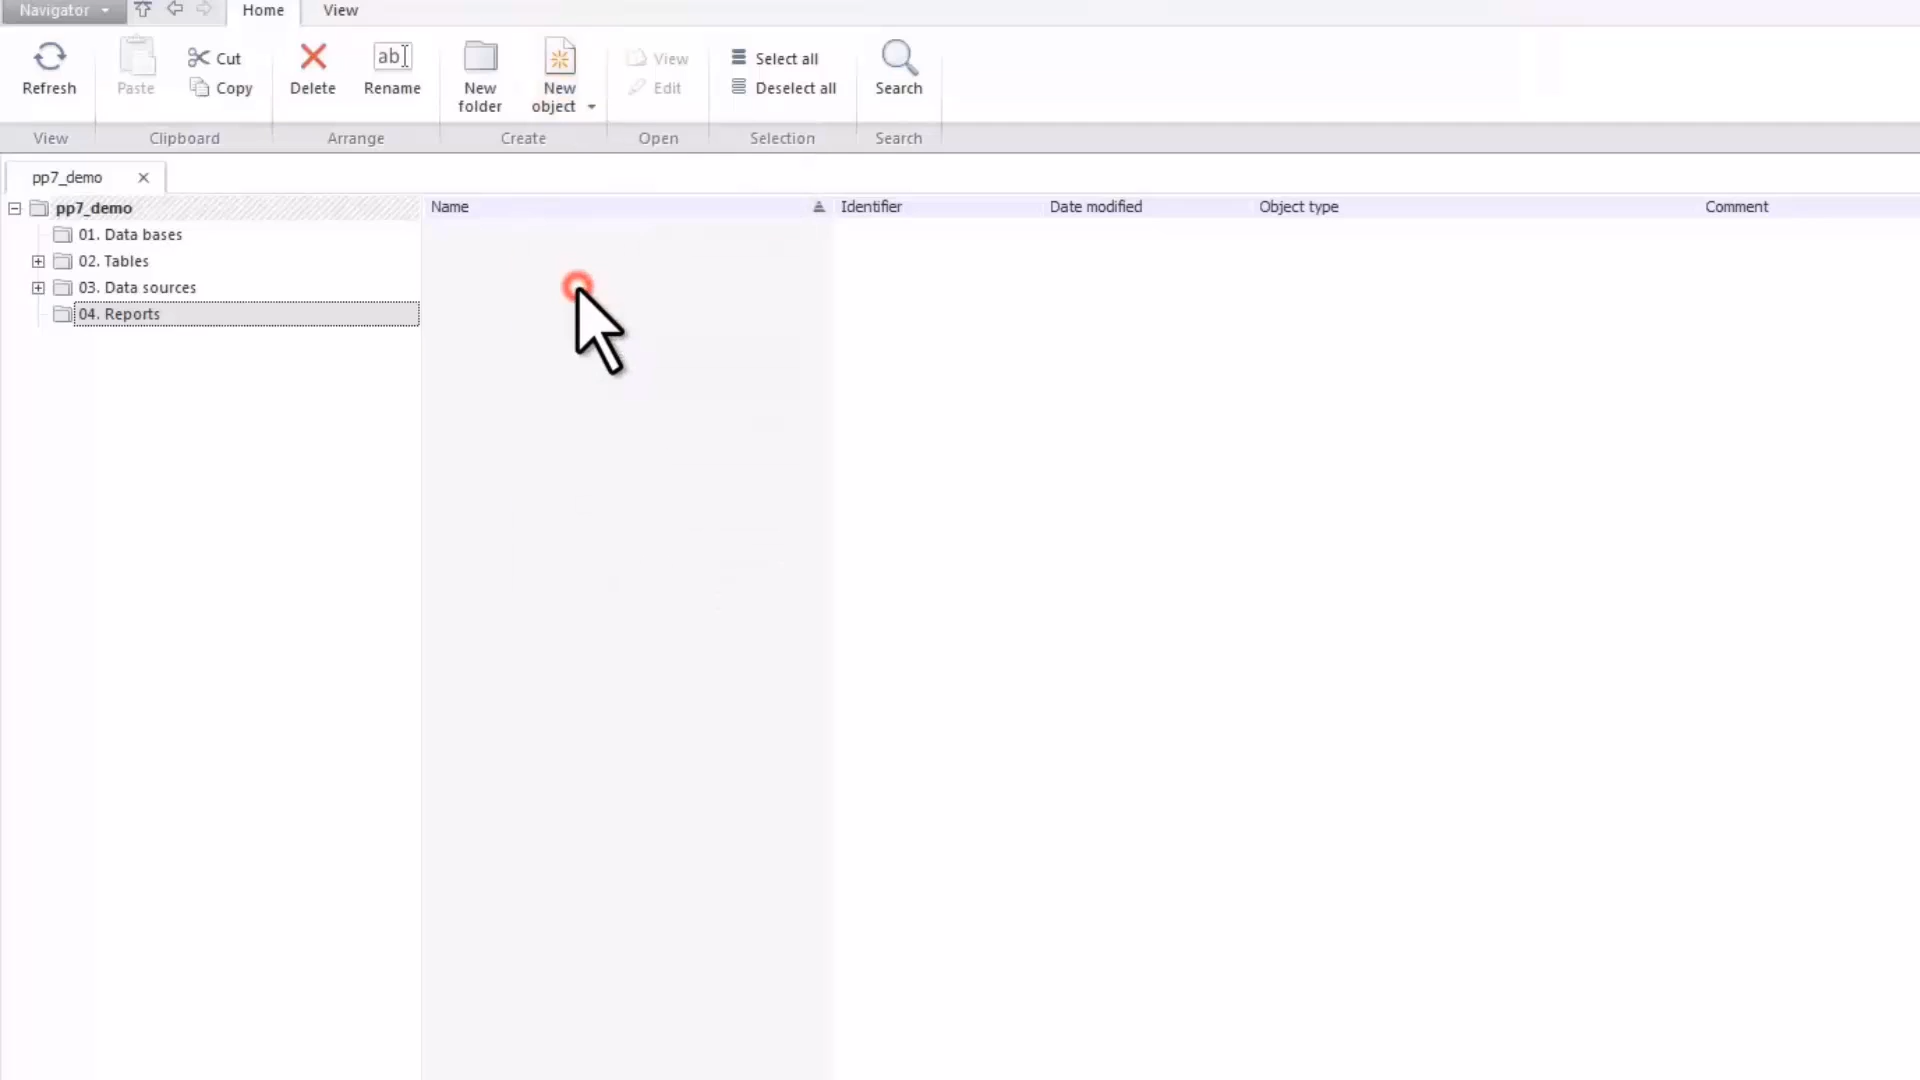 Navigator
Home
View
Refresh
Paste
Cut
Copy
Delete
ab
Rename
New
folder
New
object
View
Edit
Select all
Deselect all
Search
View
Clipboard
Arrange
Create
Open
Selection
Search
pp7_demo
pp7_demo
01. Data bases
02. Tables
03. Data sources
04. Reports
Name
Identifier
Date modified
Object type
Comment